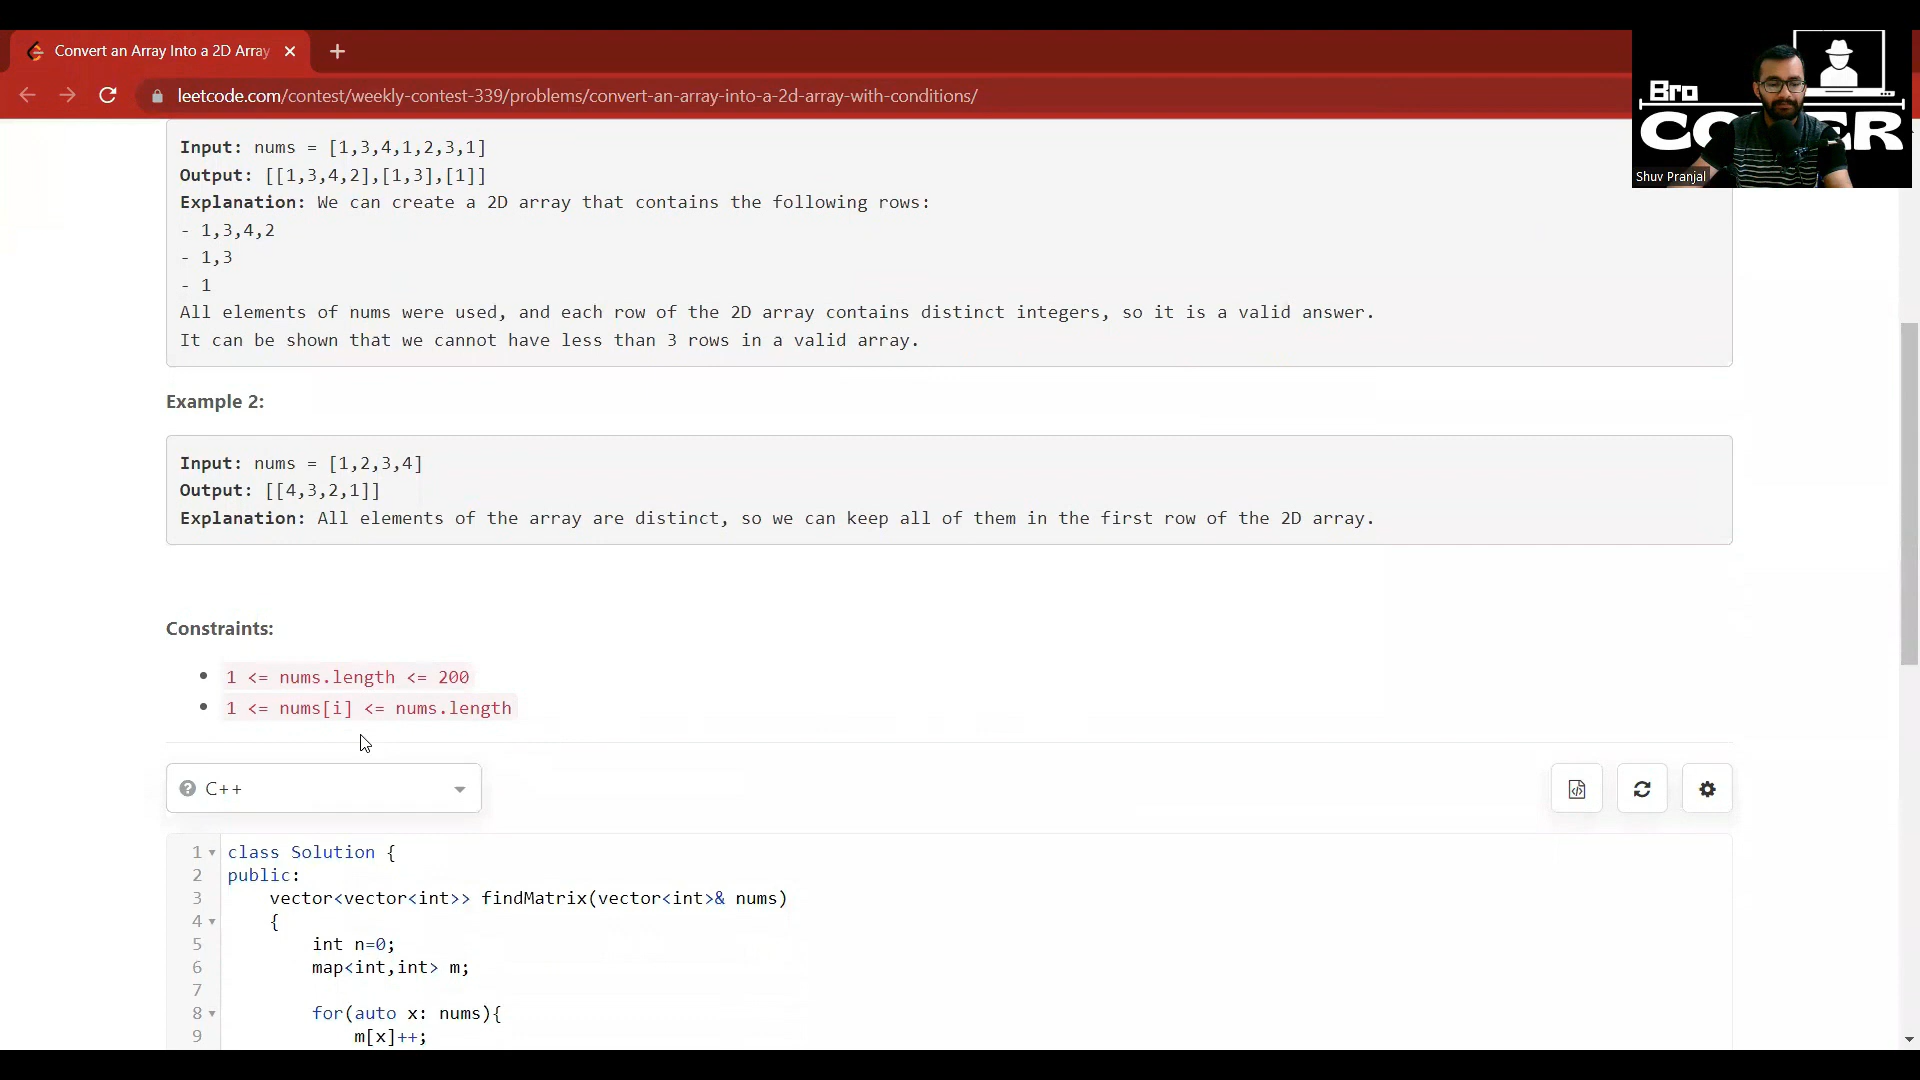 Convert an Array Into a 2D Array
leetcode.com/contest/weekly-contest-339/problems/convert-an-array-into-a-2d-array-with-conditions/
Bro
Shuv Pranjal
Input: nums = [1,3,4,1,2,3,1]
Output: [[1,3,4,2],[1,3],[1]]
Explanation: We can create a 2D array that contains the following rows:
- 1,3,4,2
- 1,3
- 1
All elements of nums were used, and each row of the 2D array contains distinct integers, so it is a valid answer.
It can be shown that we cannot have less than 3 rows in a valid array.
Example 2:
Input: nums = [1,2,3,4]
Output: [[4,3,2,1]]
Explanation: All elements of the array are distinct, so we can keep all of them in the first row of the 2D array.
Constraints:
1 <= nums.length <= 200
1 <= nums[i] <= nums.length
C++
1 class Solution {
2 public:
3 vector<vector<int>> findMatrix(vector<int>& nums)
4 {
5 int n=0;
6 map<int,int> m;
7
8 for(auto x: nums){
9 m[x]++;